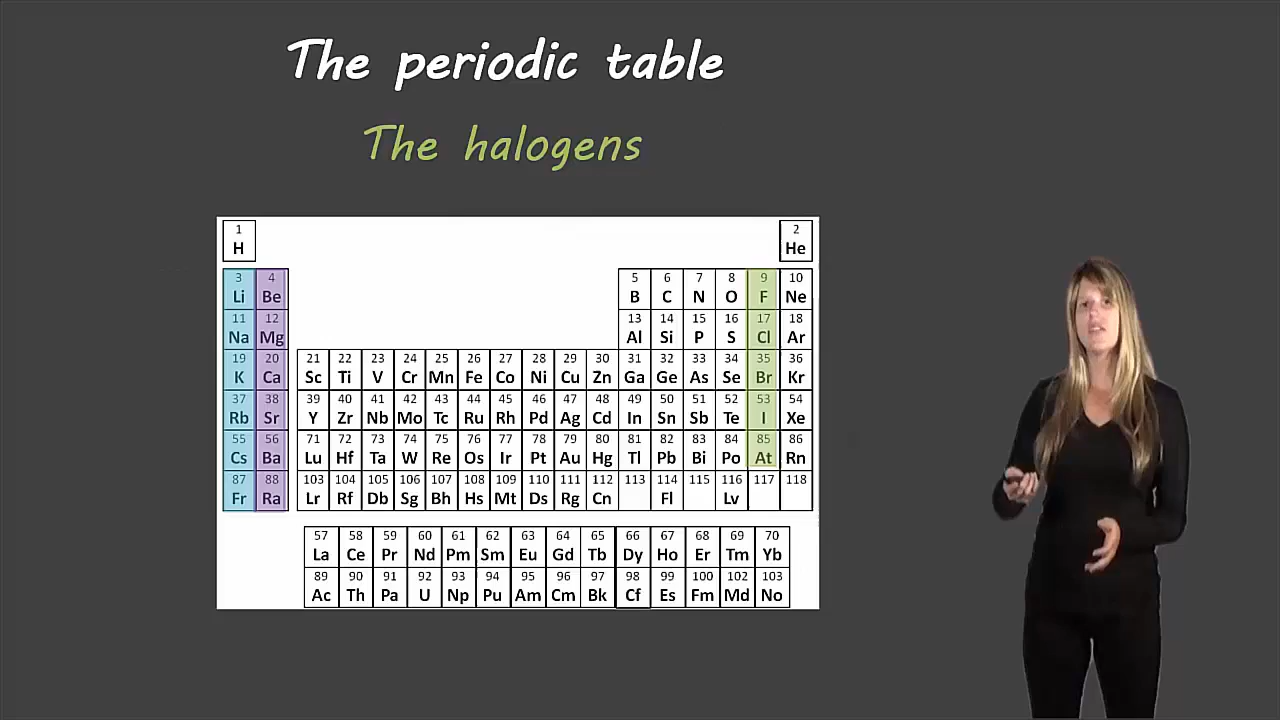 The periodic table
The halogens
1 2
H He
3 4 5 6 7 8 9 10
Li Be B C N O F Ne
11 12 13 14 15 16 17 18
Na Mg Al Si P S Cl Ar
19 20 21 22 23 24 25 26 27 28 29 30 31 32 33 34 35 36
K Ca Sc Ti V Cr Mn Fe Co Ni Cu Zn Ga Ge As Se Br Kr
37 38 39 40 41 42 43 44 45 46 47 48 49 50 51 52 53 54
Rb Sr Y Zr Nb Mo Tc Ru Rh Pd Ag Cd In Sn Sb Te I Xe
55 56 71 72 73 74 75 76 77 78 79 80 81 82 83 84 85 86
Cs Ba Lu Hf Ta W Re Os Ir Pt Au Hg Tl Pb Bi Po At Rn
87 88 103 104 105 106 107 108 109 110 111 112 113 114 115 116 117 118
Fr Ra Lr Rf Db Sg Bh Hs Mt Ds Rg Cn Fl Lv
57 58 59 60 61 62 63 64 65 66 67 68 69 70
La Ce Pr Nd Pm Sm Eu Gd Tb Dy Ho Er Tm Yb
89 90 91 92 93 94 95 96 97 98 99 100 102 103
Ac Th Pa U Np Pu Am Cm Bk Cf Es Fm Md No